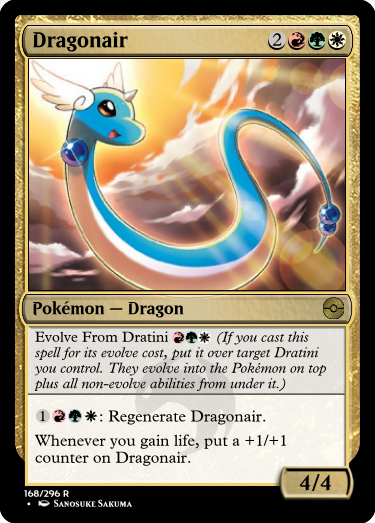 Dragonair 2
Pokémon — Dragon
Evolve From Dratini (If you cast this
spell for its evolve cost, put it over target Dratini
you control. They evolve into the Pokémon on top
plus all non-evolve abilities from under it.)
1 : Regenerate Dragonair.
Whenever you gain life, put a +1/+1
counter on Dragonair.
4/4
168/296 R
• Sanosuke Sakuma